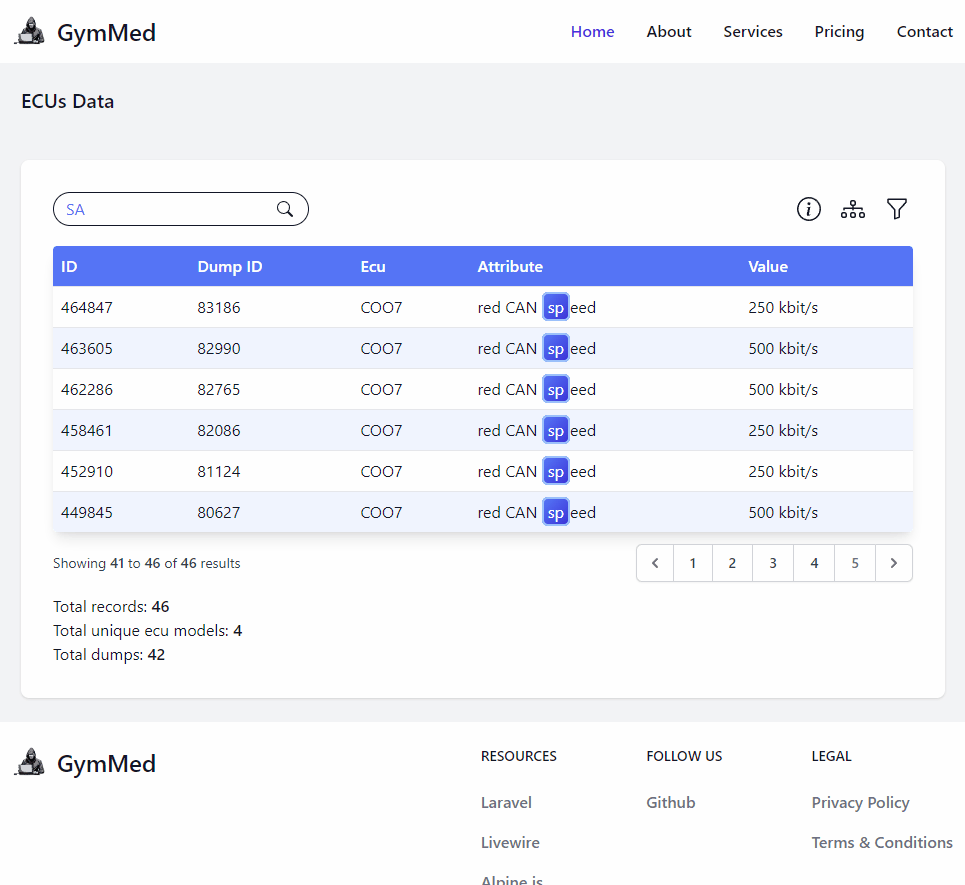 GymMed Home About Services Pricing Contact
ECUs Data
SA
ID Dump ID Ecu Attribute Value
464847 83186 COO7 red CAN speed 250 kbit/s
463605 82990 COO7 red CAN speed 500 kbit/s
462286 82765 COO7 red CAN speed 500 kbit/s
458461 82086 COO7 red CAN speed 250 kbit/s
452910 81124 COO7 red CAN speed 250 kbit/s
449845 80627 COO7 red CAN speed 500 kbit/s
Showing 41 to 46 of 46 results 1 2 3 4 5
Total records: 46
Total unique ecu models: 4
Total dumps: 42
GymMed RESOURCES FOLLOW US LEGAL
Laravel Github Privacy Policy
Livewire Terms & Conditions
Alpine.js